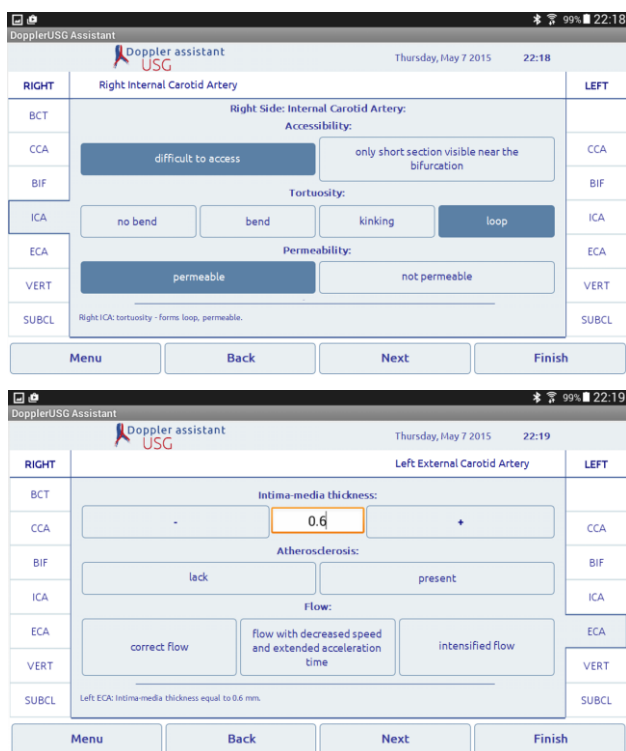 99% 22:18
DopplerUSG Assistant
Doppler assistant
USG
Thursday, May 7 2015 22:18
RIGHT
Right Internal Carotid Artery
LEFT
BCT
Right Side: Internal Carotid Artery:
Accessibility:
CCA
difficult to access
only short section visible near the
bifurcation
CCA
BIF
Tortuosity:
BIF
ICA
no bend
bend
kinking
loop
ICA
ECA
Permeability:
ECA
VERT
permeable
not permeable
VERT
SUBCL
Right ICA: tortuosity - forms loop, permeable.
SUBCL
Menu
Back
Next
Finish
99% 22:19
DopplerUSG Assistant
Doppler assistant
USG
Thursday, May 7 2015 22:19
RIGHT
Left External Carotid Artery
LEFT
BCT
Intima-media thickness:
CCA
-
0.6
+
CCA
BIF
Atherosclerosis:
BIF
ICA
lack
present
ICA
Flow:
ECA
correct flow
flow with decreased speed
and extended acceleration
time
intensified flow
ECA
VERT
VERT
SUBCL
Left ECA: Intima-media thickness equal to 0.6 mm.
SUBCL
Menu
Back
Next
Finish